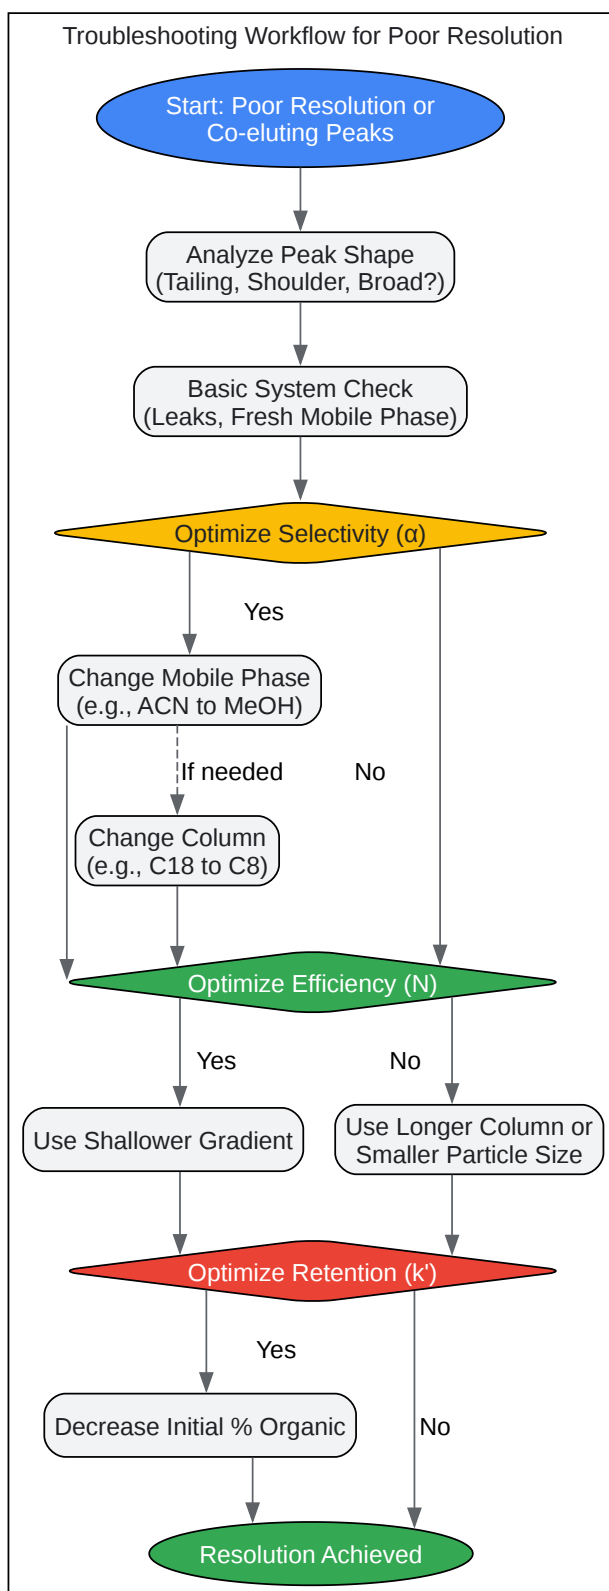 Troubleshooting Workflow for Poor Resolution
Start: Poor Resolution or
Co-eluting Peaks
Analyze Peak Shape
(Tailing, Shoulder, Broad?)
Basic System Check
(Leaks, Fresh Mobile Phase)
Optimize Selectivity (α)
Yes
Change Mobile Phase
(e.g., ACN to MeOH)
If needed
No
Change Column
(e.g., C18 to C8)
Optimize Efficiency (N)
Yes
No
Use Shallower Gradient
Use Longer Column or
Smaller Particle Size
Optimize Retention (k')
Yes
Decrease Initial % Organic
No
Resolution Achieved